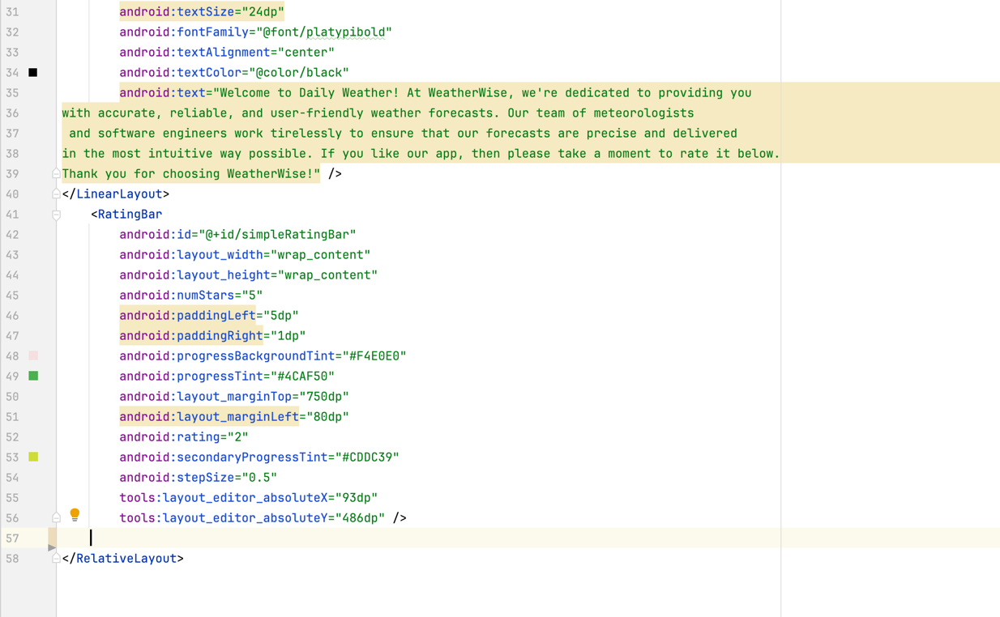 31 android:textSize="24dp"
32 android:fontFamily="@font/platypibold"
33 android:textAlignment="center"
34 android:textColor="@color/black"
35 android:text="Welcome to Daily Weather! At WeatherWise, we're dedicated to providing you
36 with accurate, reliable, and user-friendly weather forecasts. Our team of meteorologists
37 and software engineers work tirelessly to ensure that our forecasts are precise and delivered
38 in the most intuitive way possible. If you like our app, then please take a moment to rate it below.
39 Thank you for choosing WeatherWise!" />
40 </LinearLayout>
41 <RatingBar
42 android:id="@+id/simpleRatingBar"
43 android:layout_width="wrap_content"
44 android:layout_height="wrap_content"
45 android:numStars="5"
46 android:paddingLeft="5dp"
47 android:paddingRight="1dp"
48 android:progressBackgroundTint="#F4E0E0"
49 android:progressTint="#4CAF50"
50 android:layout_marginTop="750dp"
51 android:layout_marginLeft="80dp"
52 android:rating="2"
53 android:secondaryProgressTint="#CDDC39"
54 android:stepSize="0.5"
55 tools:layout_editor_absoluteX="93dp"
56 tools:layout_editor_absoluteY="486dp" />
57
58 </RelativeLayout>